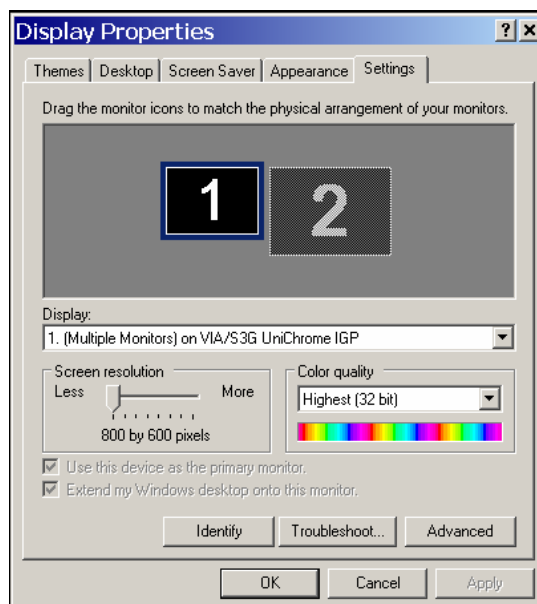 Display Properties
Themes Desktop Screen Saver Appearance Settings
Drag the monitor icons to match the physical arrangement of your monitors.
1 2
Display:
1. (Multiple Monitors) on VIA/S3G UniChrome IGP
Screen resolution
Less More
800 by 600 pixels
Color quality
Highest (32 bit)
Use this device as the primary monitor.
Extend my Windows desktop onto this monitor.
Identify Troubleshoot... Advanced
OK Cancel Apply